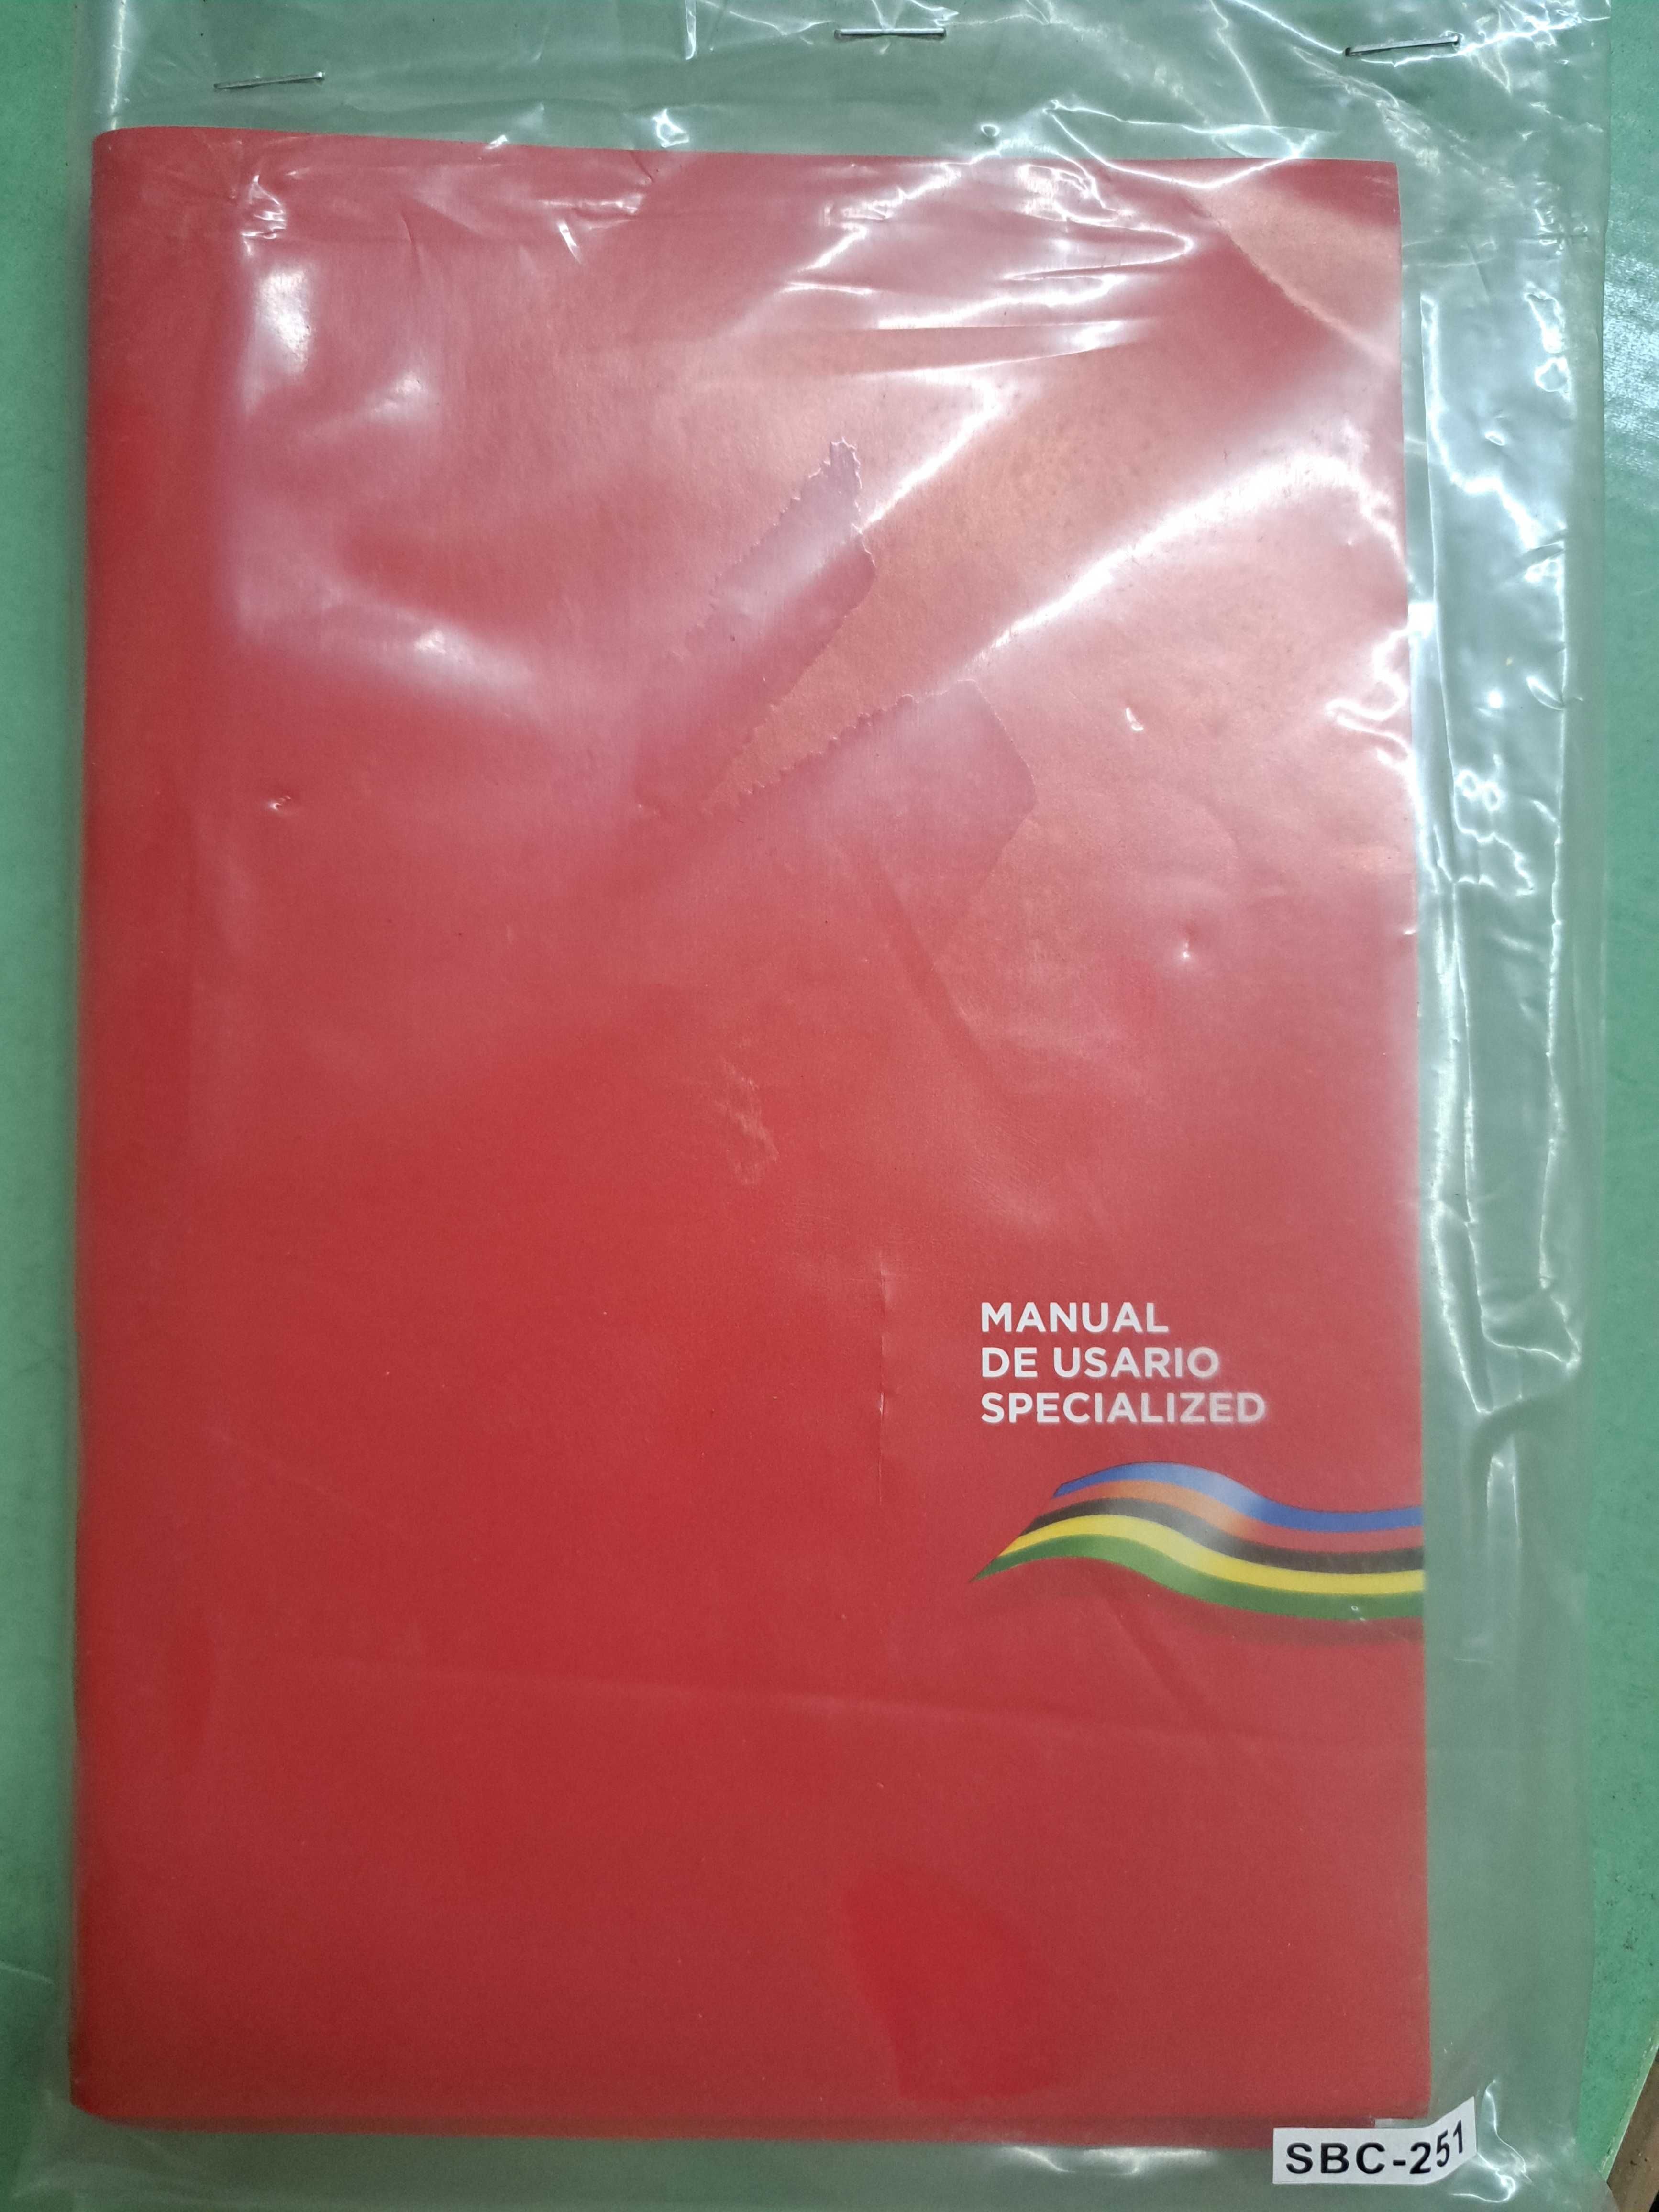 MANUAL
DE USARIO
SPECIALIZED
SBC-251